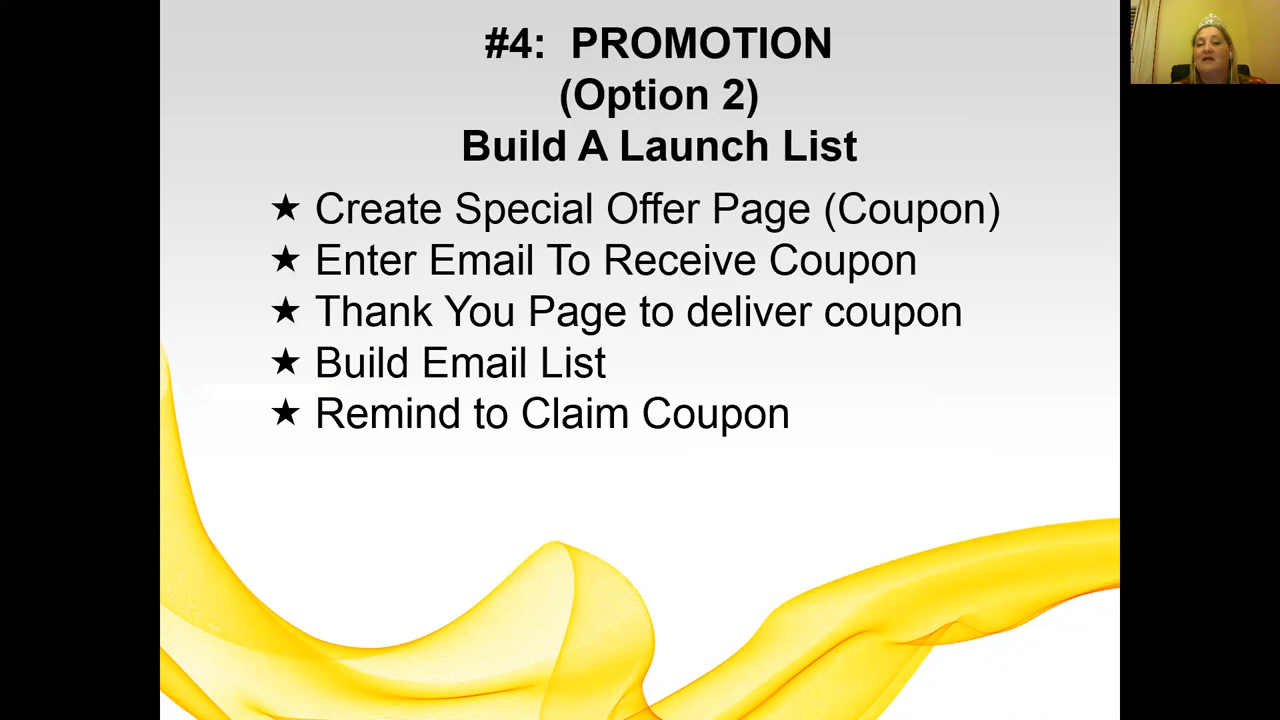 #4: PROMOTION
(Option 2)
Build A Launch List
★ Create Special Offer Page (Coupon)
★ Enter Email To Receive Coupon
★ Thank You Page to deliver coupon
★ Build Email List
★ Remind to Claim Coupon